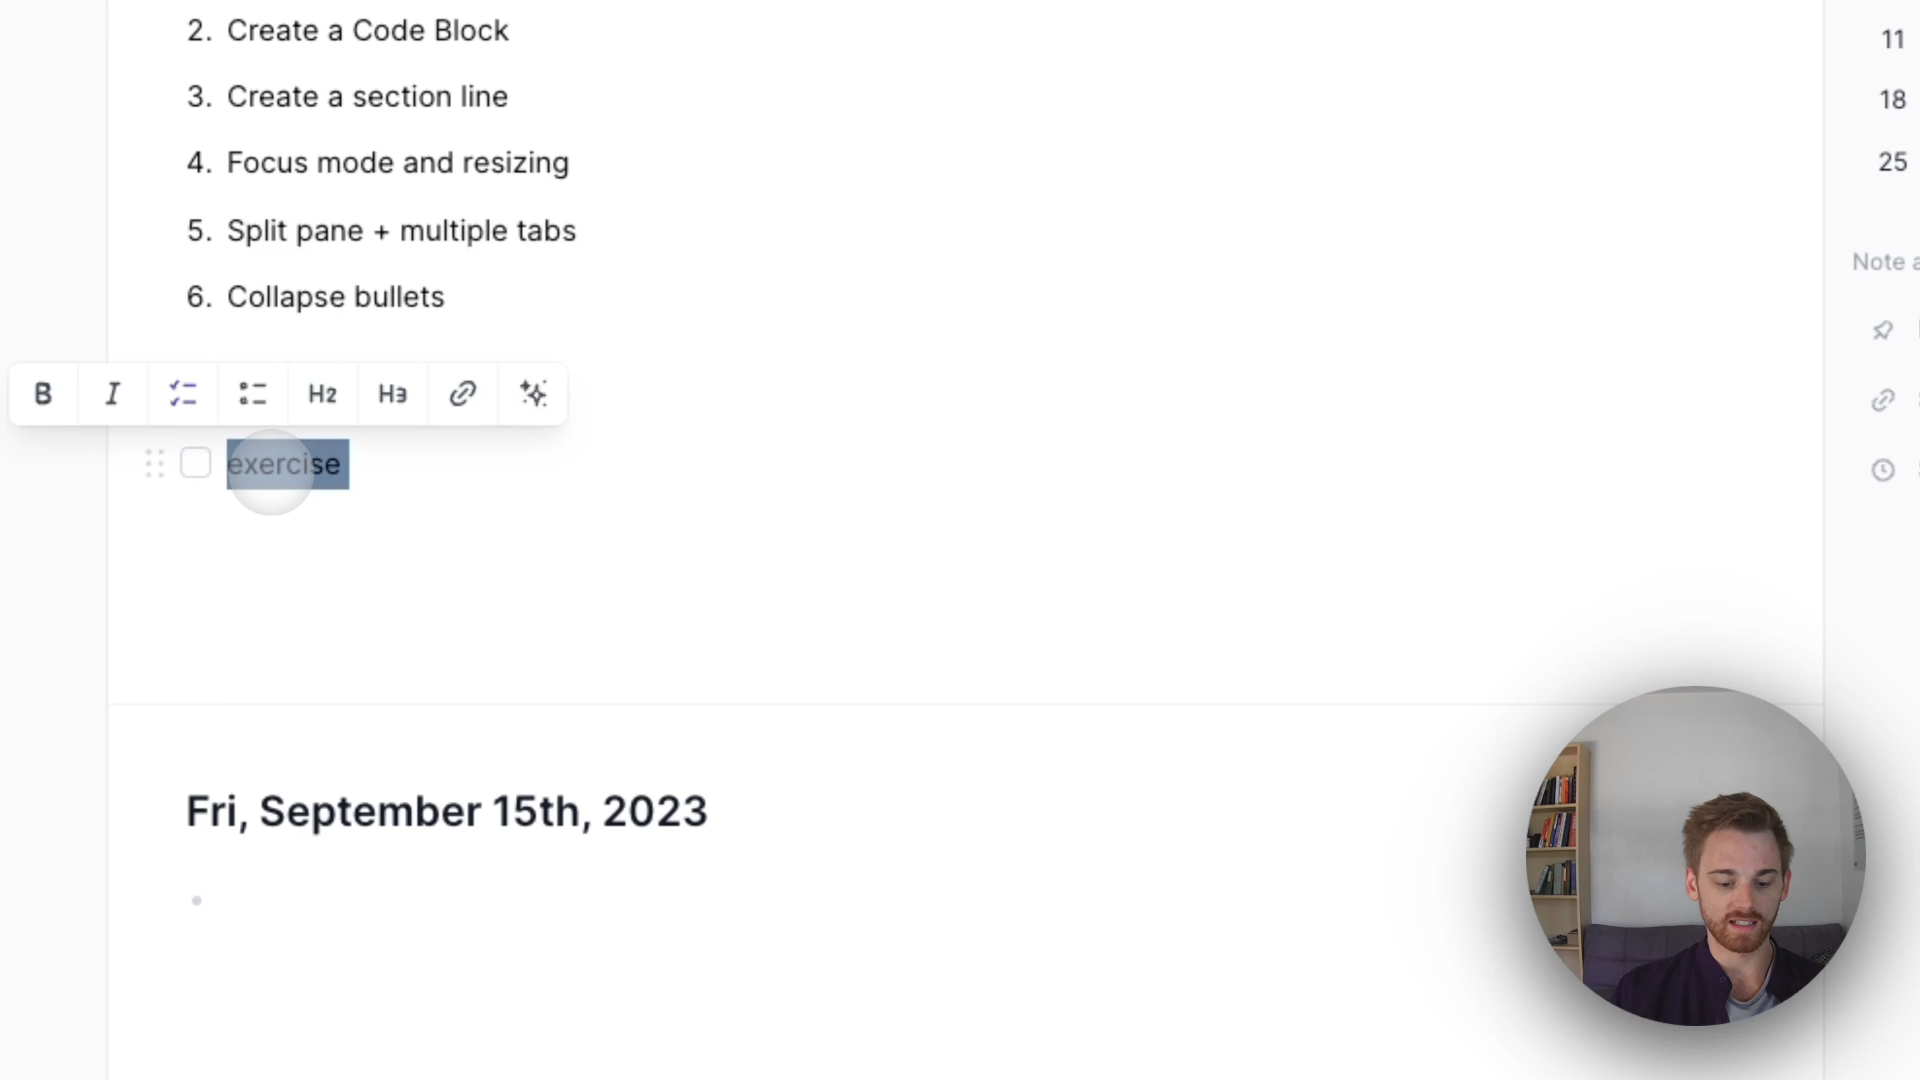 2. Create a Code Block
3. Create a section line
4. Focus mode and resizing
5. Split pane + multiple tabs
6. Collapse bullets
B I H2 H3
exercise
Fri, September 15th, 2023
11
18
25
Note